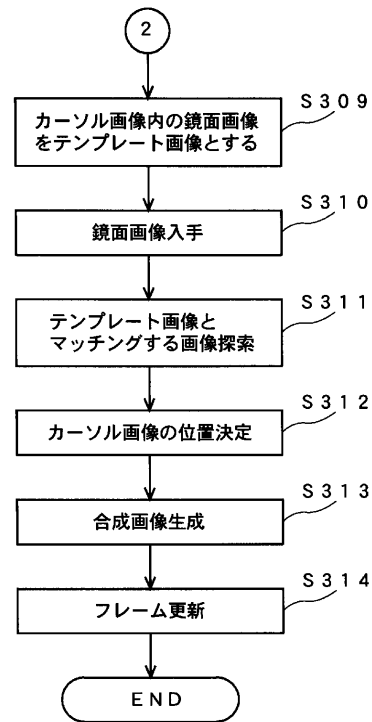 2
S309
カーソル画像内の鏡面画像
をテンプレート画像とする
S310
鏡面画像入手
S311
テンプレート画像と
マッチングする画像探索
S312
カーソル画像の位置決定
S313
合成画像生成
S314
フレーム更新
END